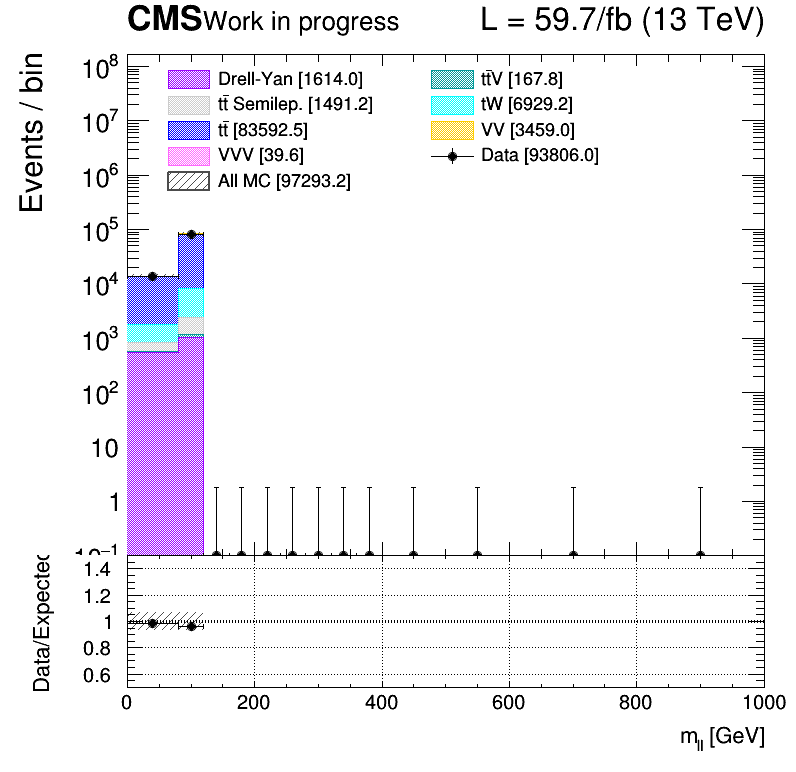 CMS Work in progress L = 59.7/fb (13 TeV)
Events / bin
Drell-Yan [1614.0]
tt̄ Semilep. [1491.2]
tt̄ [83592.5]
VVV [39.6]
All MC [97293.2]
tt̄V [167.8]
tW [6929.2]
VV [3459.0]
Data [93806.0]
10⁸
10⁷
10⁶
10⁵
10⁴
10³
10²
10
1
10⁻¹
Data/Expected
1.4
1.2
1
0.8
0.6
0 200 400 600 800 1000
m_ll [GeV]